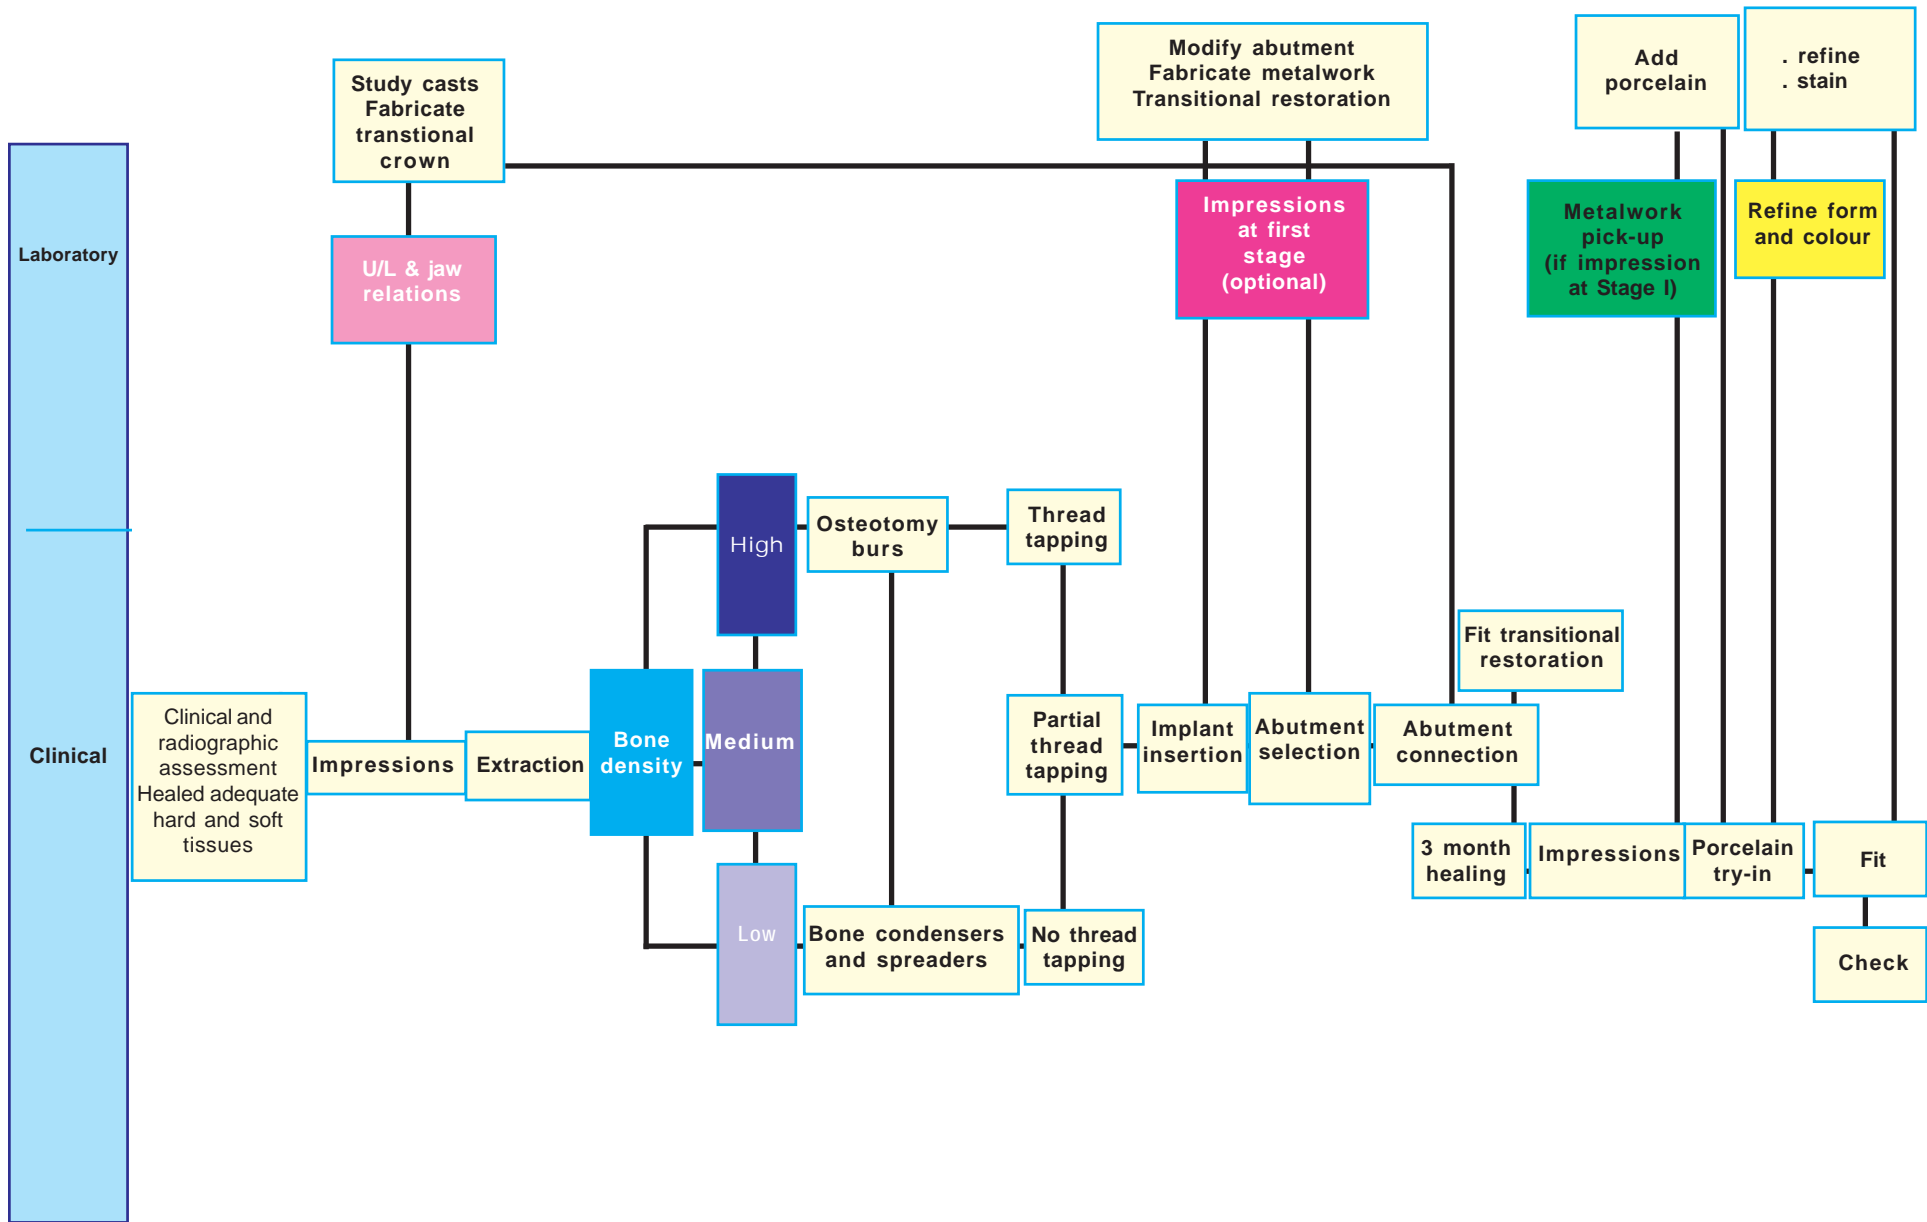 Study casts
Fabricate
transtional
crown
Modify abutment
Fabricate metalwork
Transitional restoration
Add
porcelain
. refine
. stain
Laboratory
U/L & jaw
relations
Impressions
at first
stage
(optional)
Metalwork
pick-up
(if impression
at Stage I)
Refine form
and colour
High
Osteotomy
burs
Thread
tapping
Fit transitional
restoration
Clinical
Clinical and
radiographic
assessment
Healed adequate
hard and soft
tissues
Impressions
Extraction
Bone
density
Medium
Partial
thread
tapping
Implant
insertion
Abutment
selection
Abutment
connection
3 month
healing
Impressions
Porcelain
try-in
Fit
Low
Bone condensers
and spreaders
No thread
tapping
Check